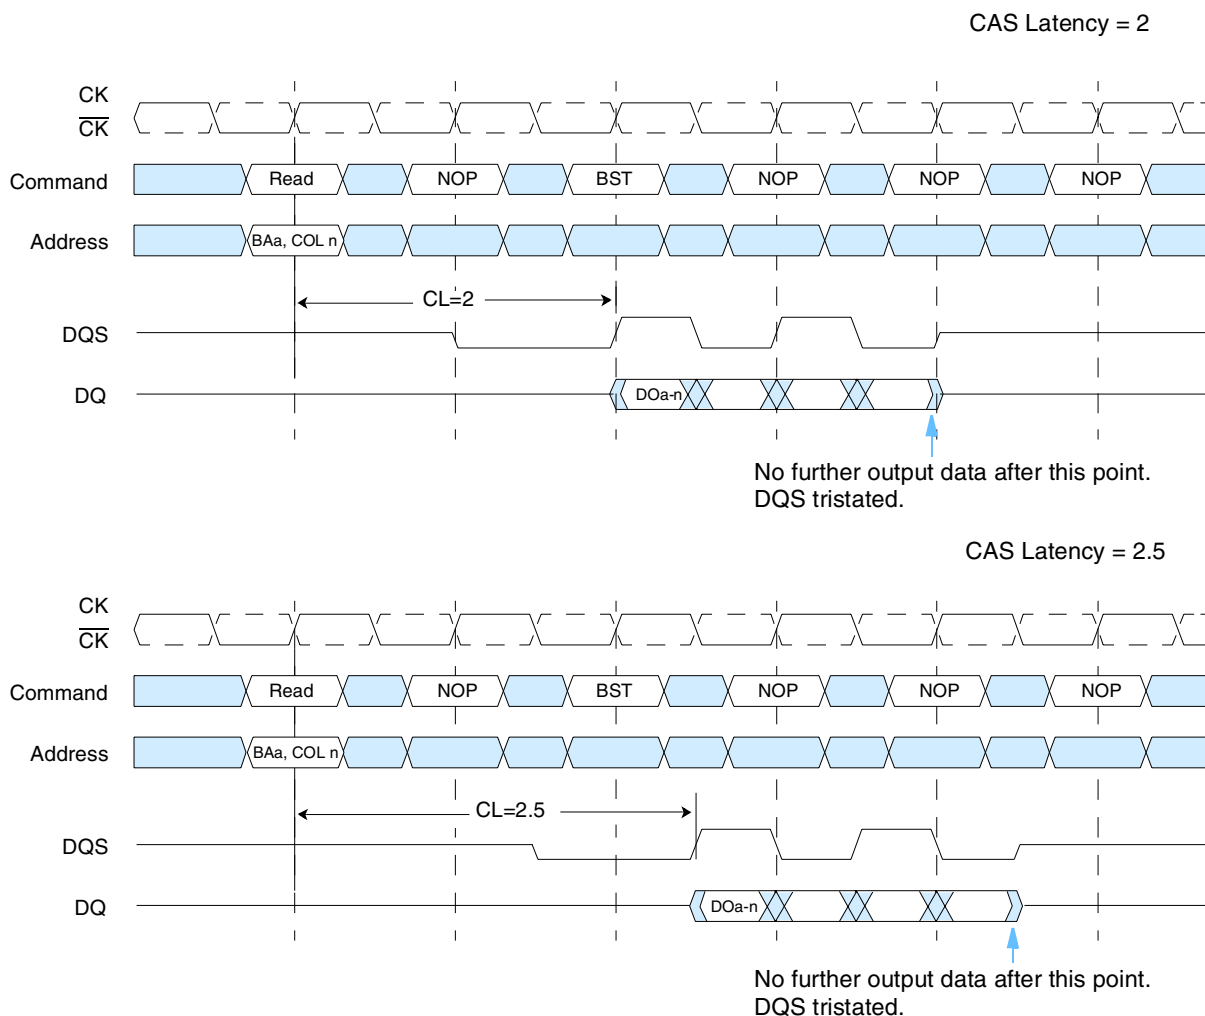 CAS Latency = 2
CK
CK
Command Read NOP BST NOP NOP NOP
Address BAa, COL n
CL=2
DQS
DQ DOa-n
No further output data after this point.
DQS tristated.
CAS Latency = 2.5
CK
CK
Command Read NOP BST NOP NOP NOP
Address BAa, COL n
CL=2.5
DQS
DQ DOa-n
No further output data after this point.
DQS tristated.